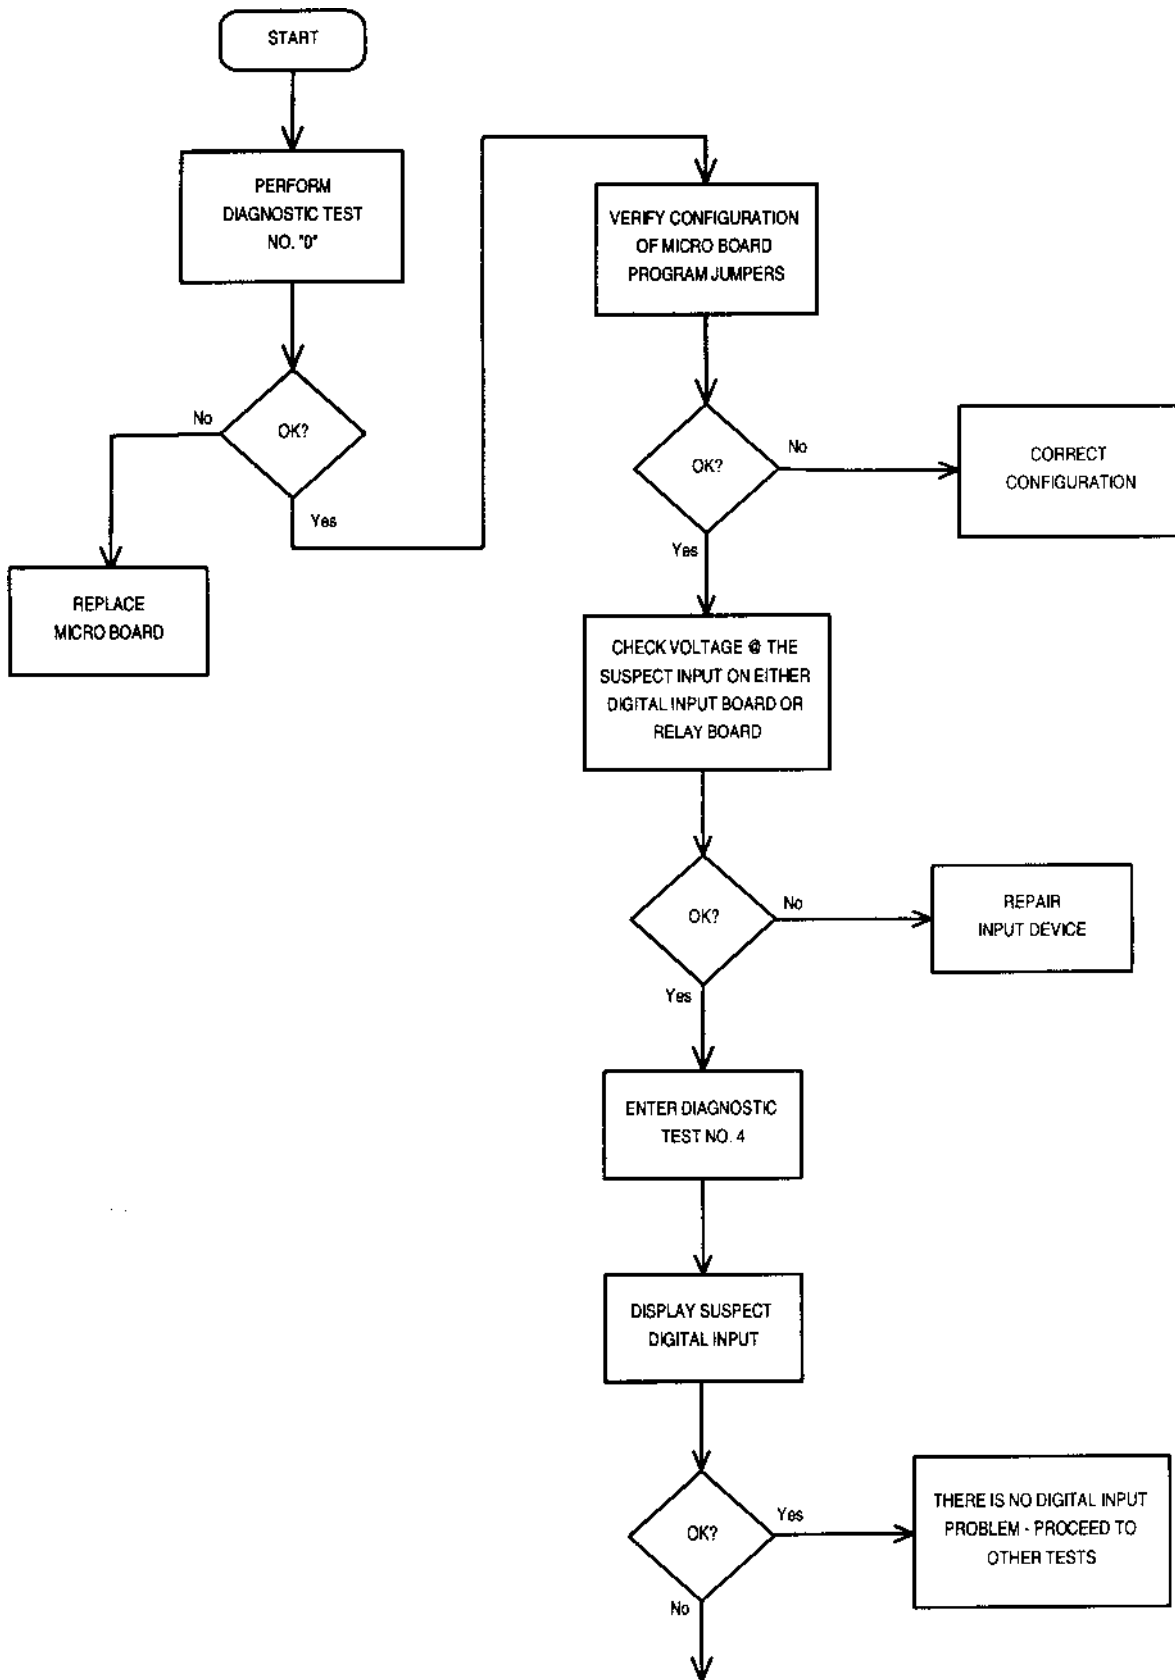 START
PERFORM
DIAGNOSTIC TEST
NO. "0"
OK?
No
Yes
REPLACE
MICRO BOARD
VERIFY CONFIGURATION
OF MICRO BOARD
PROGRAM JUMPERS
OK?
No
CORRECT
CONFIGURATION
Yes
CHECK VOLTAGE @ THE
SUSPECT INPUT ON EITHER
DIGITAL INPUT BOARD OR
RELAY BOARD
OK?
No
REPAIR
INPUT DEVICE
Yes
ENTER DIAGNOSTIC
TEST NO. 4
DISPLAY SUSPECT
DIGITAL INPUT
OK?
Yes
THERE IS NO DIGITAL INPUT
PROBLEM - PROCEED TO
OTHER TESTS
No